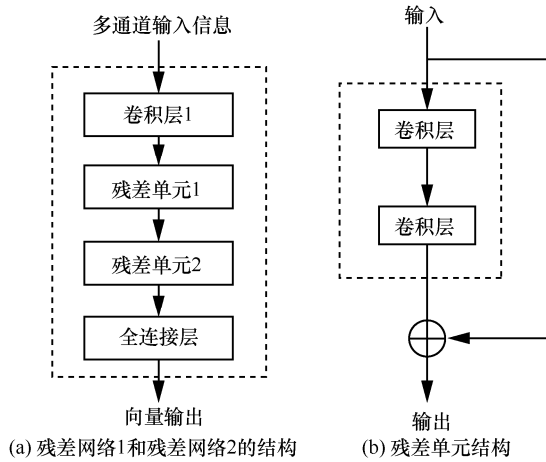 多通道输入信息
卷积层1
残差单元1
残差单元2
全连接层
向量输出
(a) 残差网络1和残差网络2的结构
输入
卷积层
卷积层
输出
(b) 残差单元结构